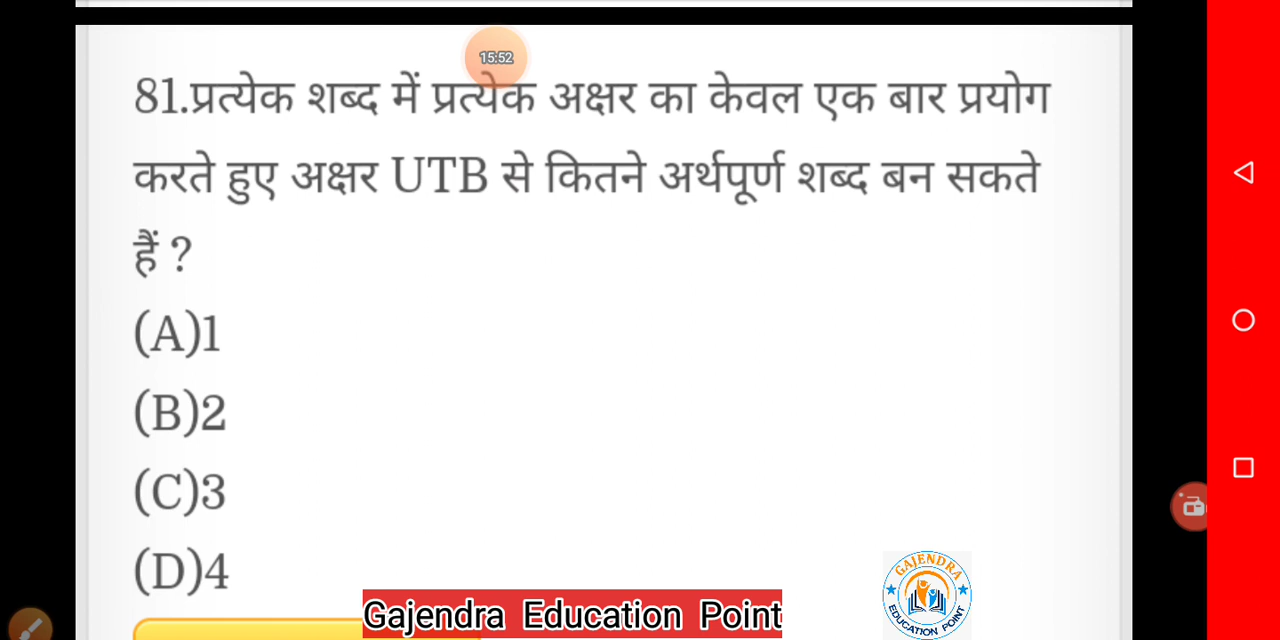 15:52
81.प्रत्येक शब्द में प्रत्येक अक्षर का केवल एक बार प्रयोग
करते हुए अक्षर UTB से कितने अर्थपूर्ण शब्द बन सकते
हैं ?
(A)1
(B)2
(C)3
(D)4
Gajendra Education Point
GAJENDRA
EDUCATION POINT